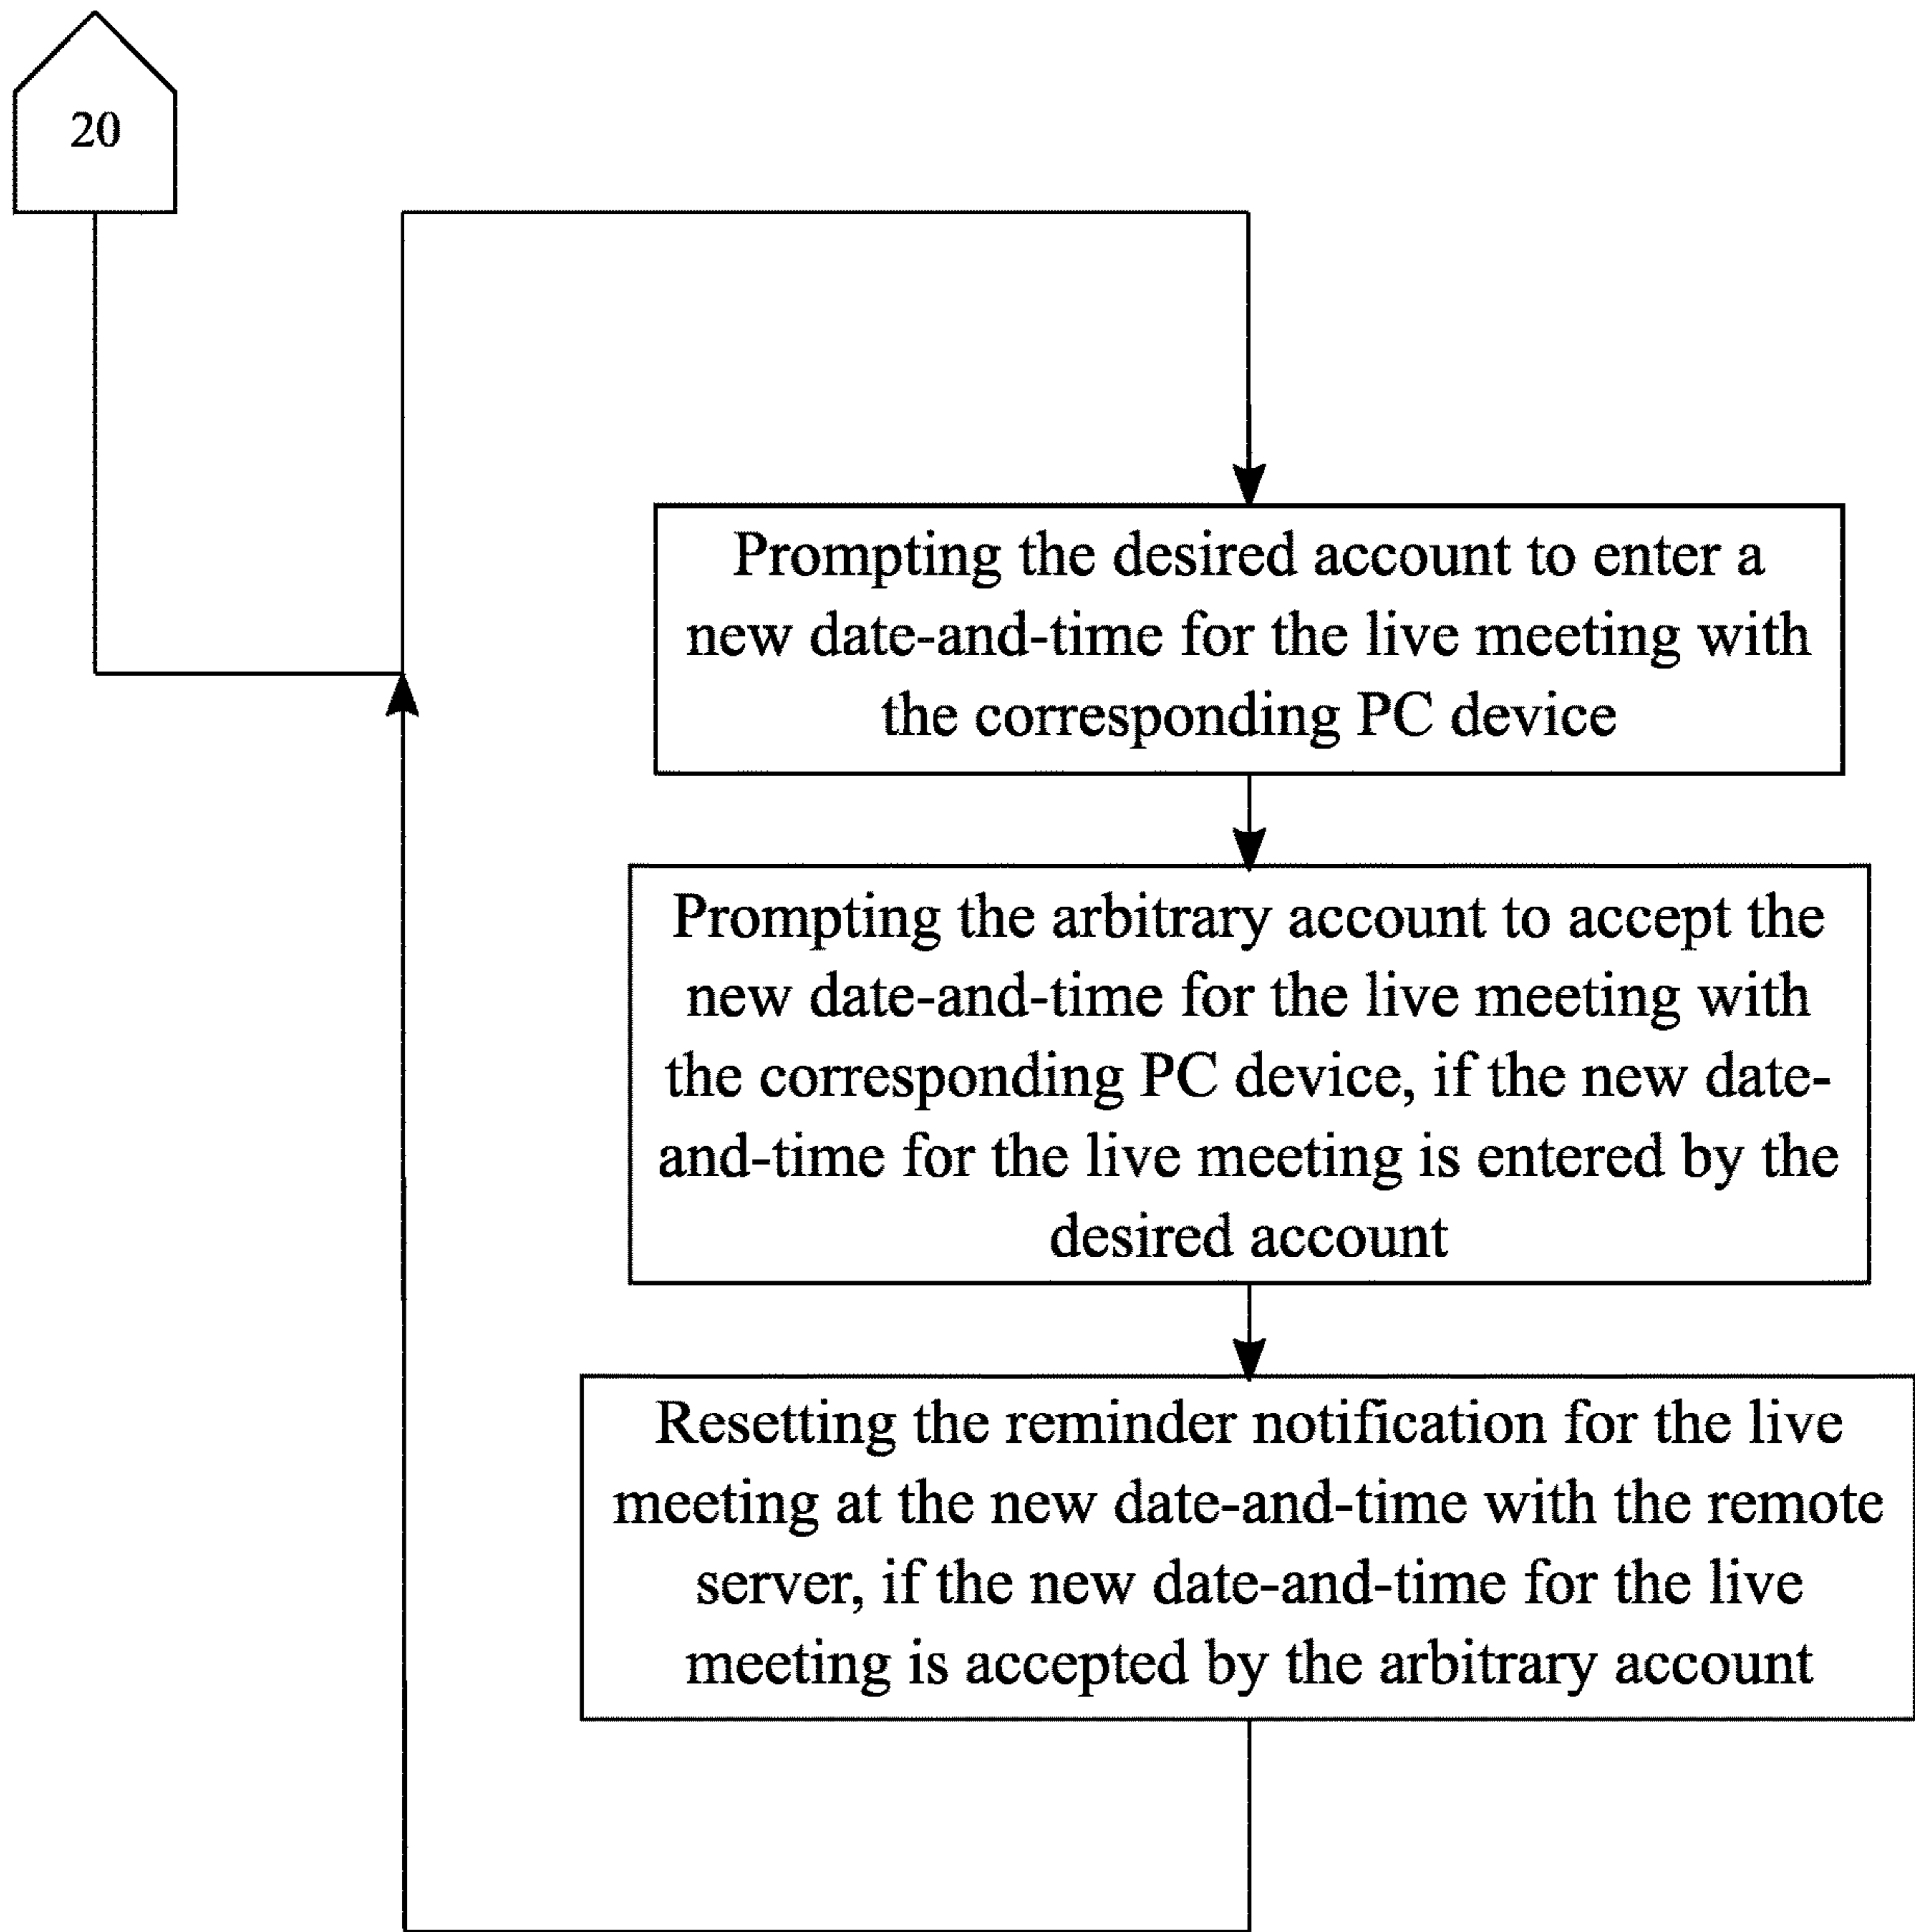 20
Prompting the desired account to enter a
new date-and-time for the live meeting with
the corresponding PC device
Prompting the arbitrary account to accept the
new date-and-time for the live meeting with
the corresponding PC device, if the new date-
and-time for the live meeting is entered by the
desired account
Resetting the reminder notification for the live
meeting at the new date-and-time with the remote
server, if the new date-and-time for the live
meeting is accepted by the arbitrary account